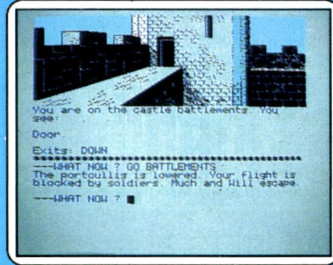 You are on the castle battlements. You
see:
Door.
Exits: DOWN
---WHAT NOW ? GO BATTLEMENTS
The portcullis is lowered. Your flight is
blocked by soldiers. Much and Will escape.
---WHAT NOW ?